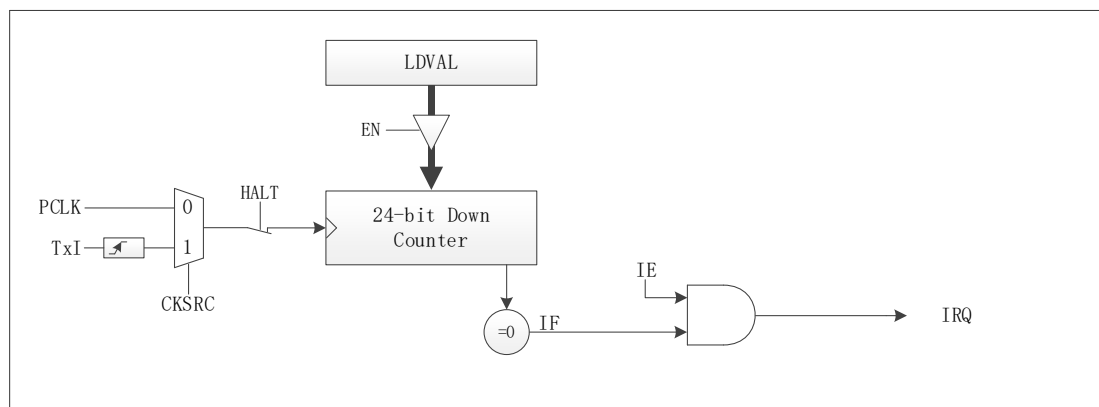 LDVAL
EN
HALT
PCLK
0
24-bit Down
Counter
TxI
1
CKSRC
IE
=0
IF
IRQ